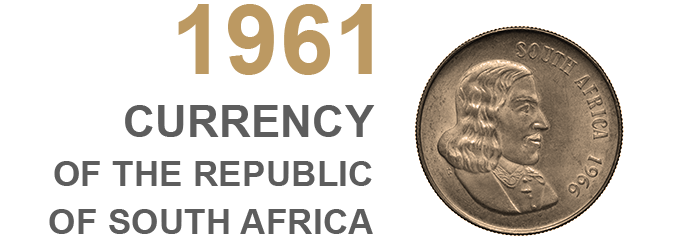 1961
CURRENCY
OF THE REPUBLIC
OF SOUTH AFRICA
SOUTH AFRICA 1966